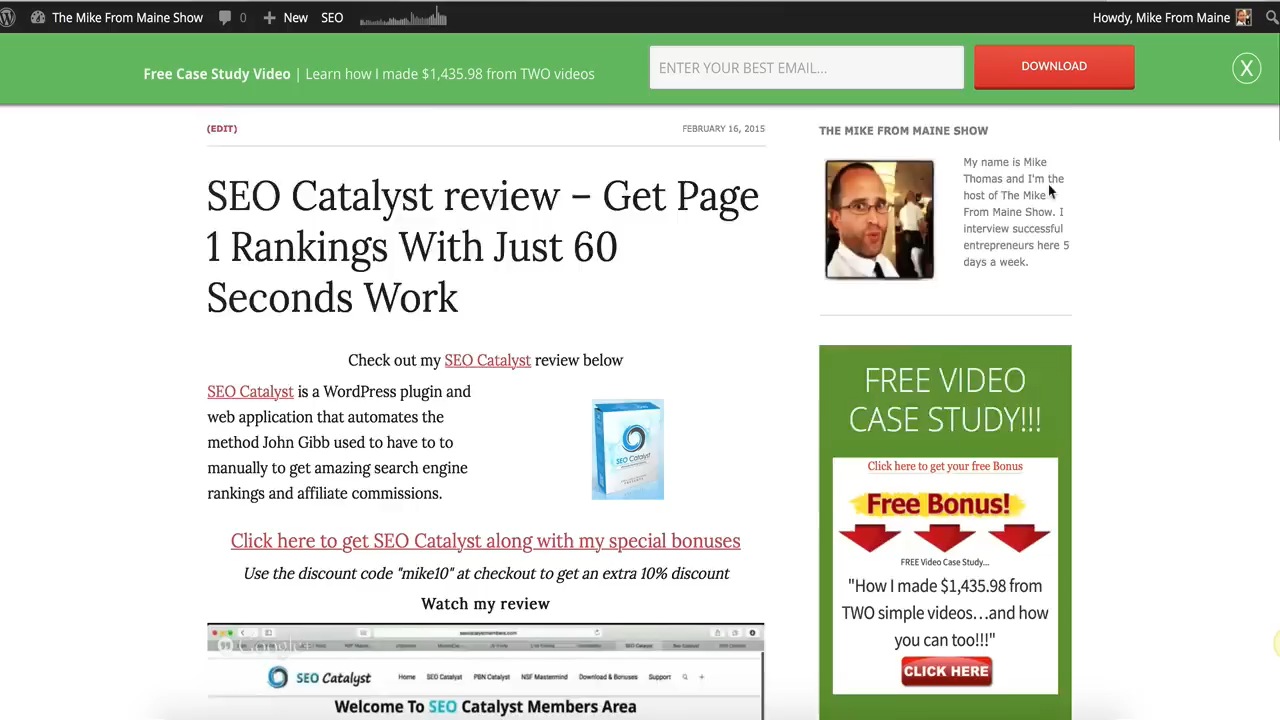 The Mike From Maine Show 0 New SEO Howdy, Mike From Maine
Free Case Study Video | Learn how I made $1,435.98 from TWO videos
ENTER YOUR BEST EMAIL...
DOWNLOAD
X
(EDIT)
FEBRUARY 16, 2015
SEO Catalyst review – Get Page
1 Rankings With Just 60
Seconds Work
Check out my SEO Catalyst review below
SEO Catalyst is a WordPress plugin and
web application that automates the
method John Gibb used to have to to
manually to get amazing search engine
rankings and affiliate commissions.
SEO Catalyst
Click here to get SEO Catalyst along with my special bonuses
Use the discount code "mike10" at checkout to get an extra 10% discount
Watch my review
seocatalystmembers.com
Google+
SEO Catalyst
Home SEO Catalyst PBN Catalyst NSF Mastermind Download & Bonuses Support
Welcome To SEO Catalyst Members Area
THE MIKE FROM MAINE SHOW
My name is Mike
Thomas and I'm the
host of The Mike
From Maine Show. I
interview successful
entrepreneurs here 5
days a week.
FREE VIDEO
CASE STUDY!!!
Click here to get your free Bonus
Free Bonus!
FREE Video Case Study...
"How I made $1,435.98 from
TWO simple videos...and how
you can too!!!"
CLICK HERE